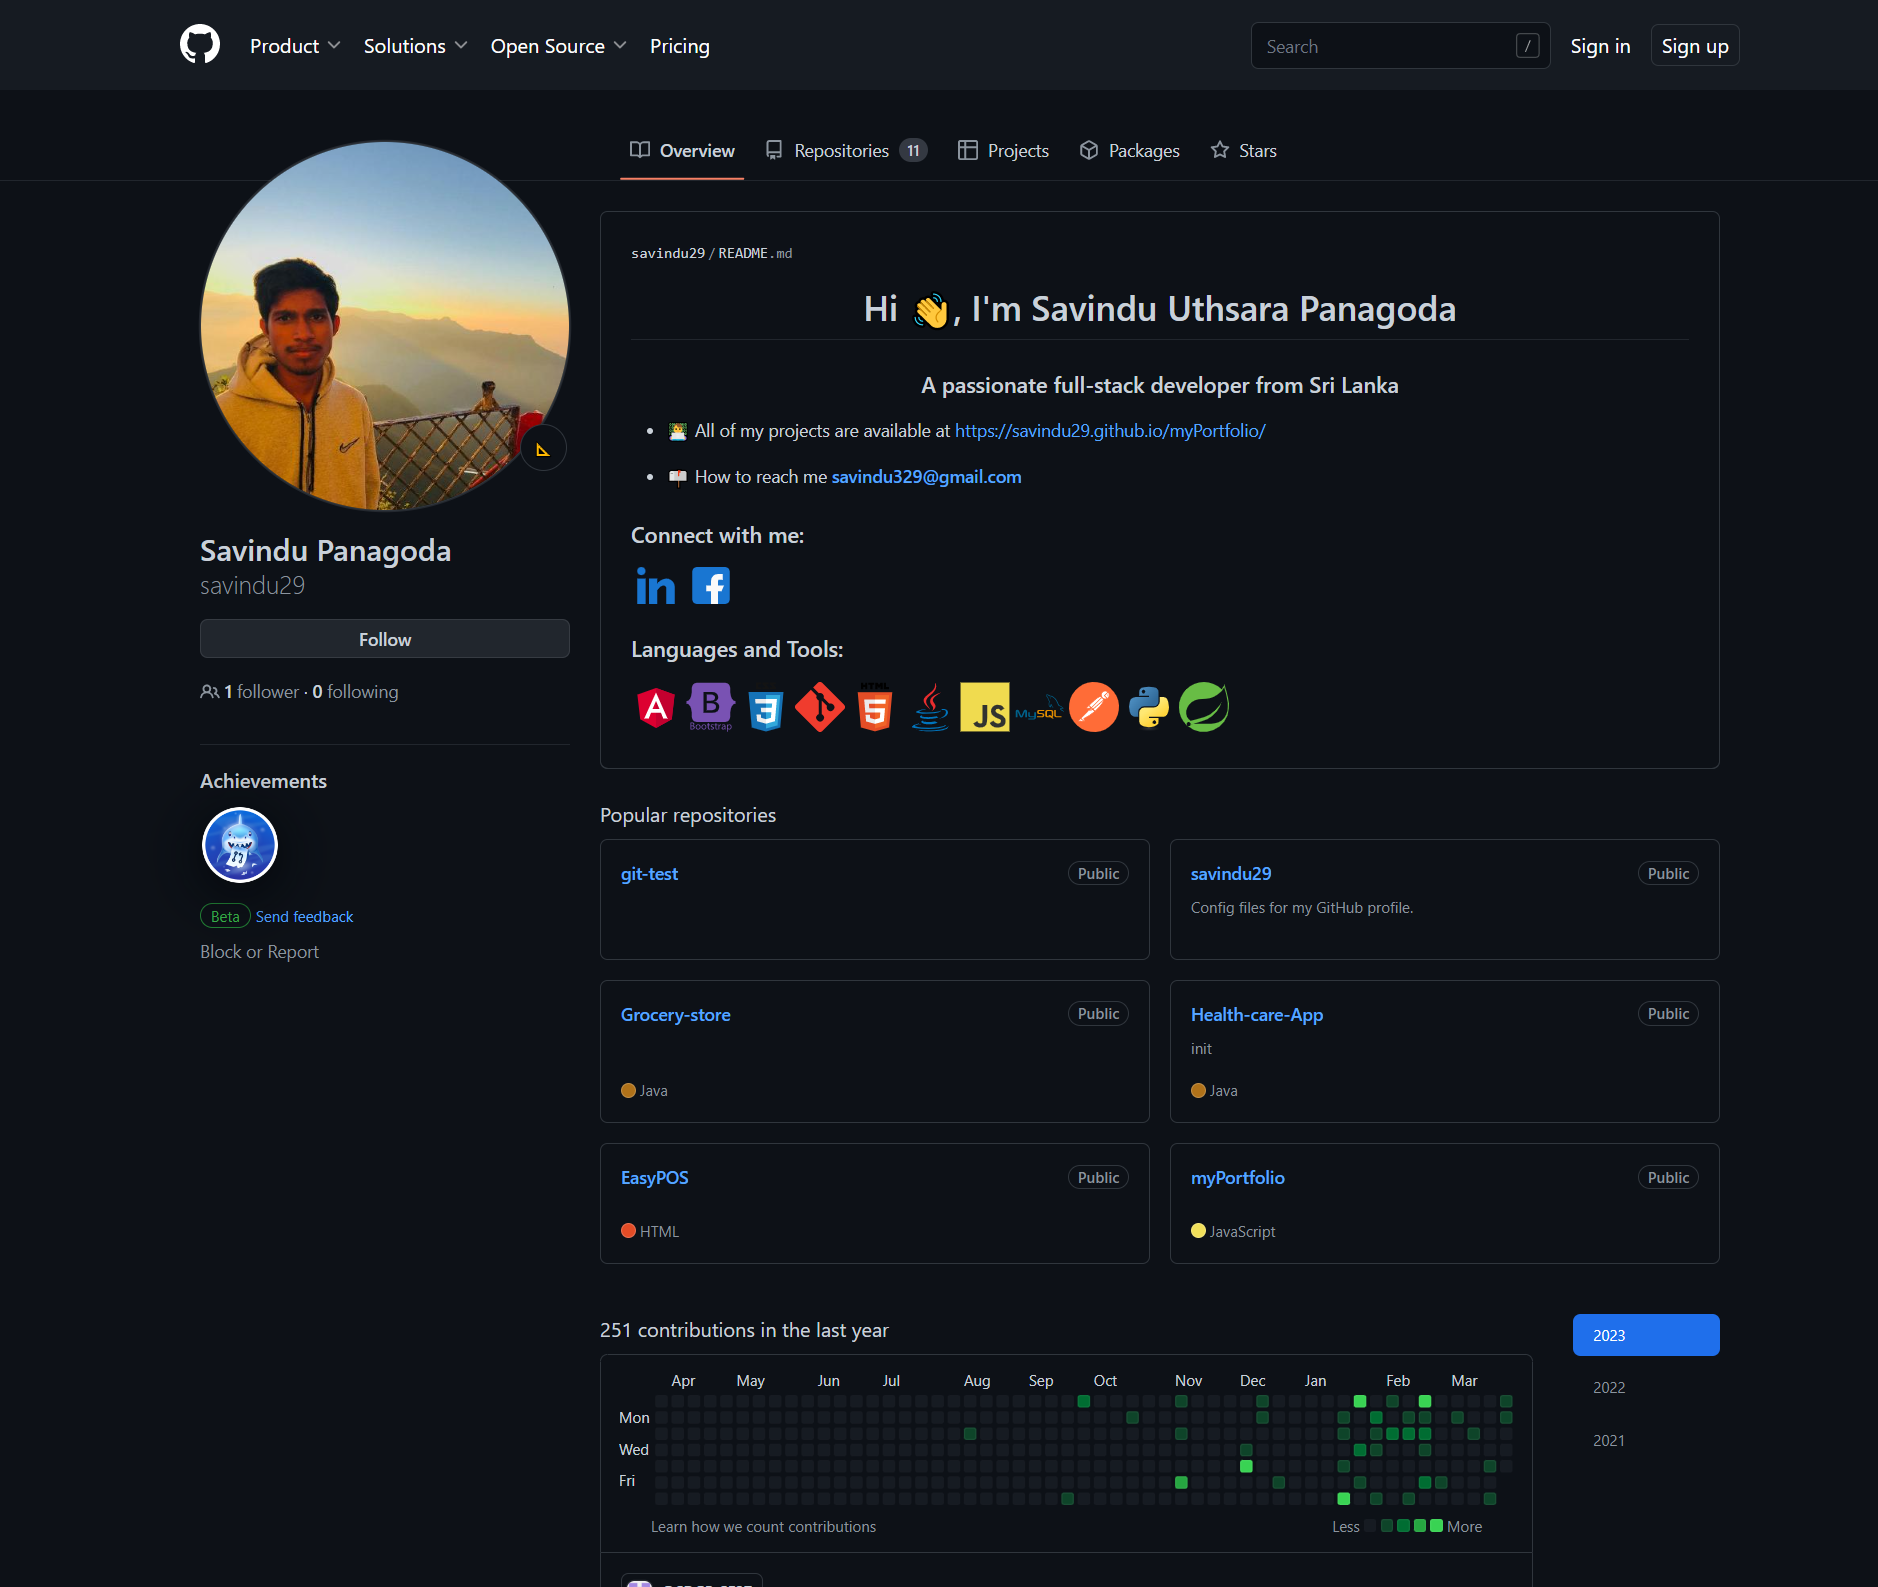 Product Solutions Open Source Pricing Search / Sign in Sign up
Overview Repositories 11 Projects Packages Stars
savindu29 / README.md
Hi 👋, I'm Savindu Uthsara Panagoda
A passionate full-stack developer from Sri Lanka
All of my projects are available at https://savindu29.github.io/myPortfolio/
How to reach me savindu329@gmail.com
Connect with me:
in f
Languages and Tools:
A B Bootstrap 3 HTML 5 JS MySQL
Savindu Panagoda
savindu29
Follow
1 follower · 0 following
Achievements
Beta Send feedback
Block or Report
Popular repositories
git-test Public
savindu29 Public
Config files for my GitHub profile.
Grocery-store Public
Java
Health-care-App Public
init
Java
EasyPOS Public
HTML
myPortfolio Public
JavaScript
251 contributions in the last year
2023
2022
2021
Apr May Jun Jul Aug Sep Oct Nov Dec Jan Feb Mar
Mon
Wed
Fri
Learn how we count contributions
Less More